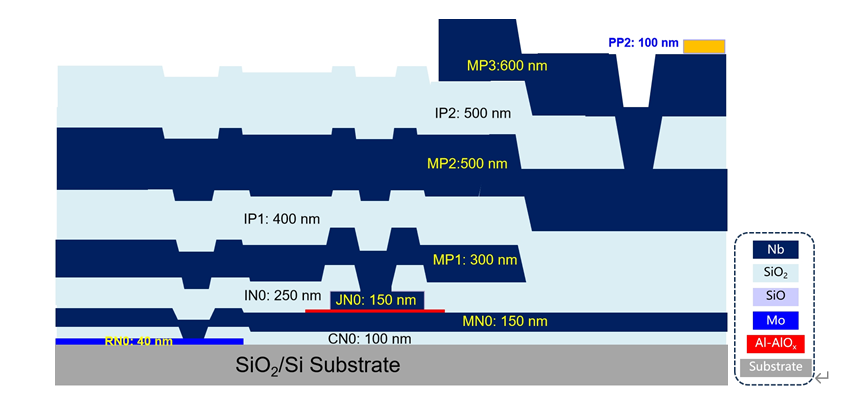 PP2: 100 nm
MP3:600 nm
IP2: 500 nm
MP2:500 nm
IP1: 400 nm
MP1: 300 nm
IN0: 250 nm
JN0: 150 nm
MN0: 150 nm
RN0: 40 nm
CN0: 100 nm
SiO₂/Si Substrate
Nb
SiO₂
SiO
Mo
Al-AlOₓ
Substrate